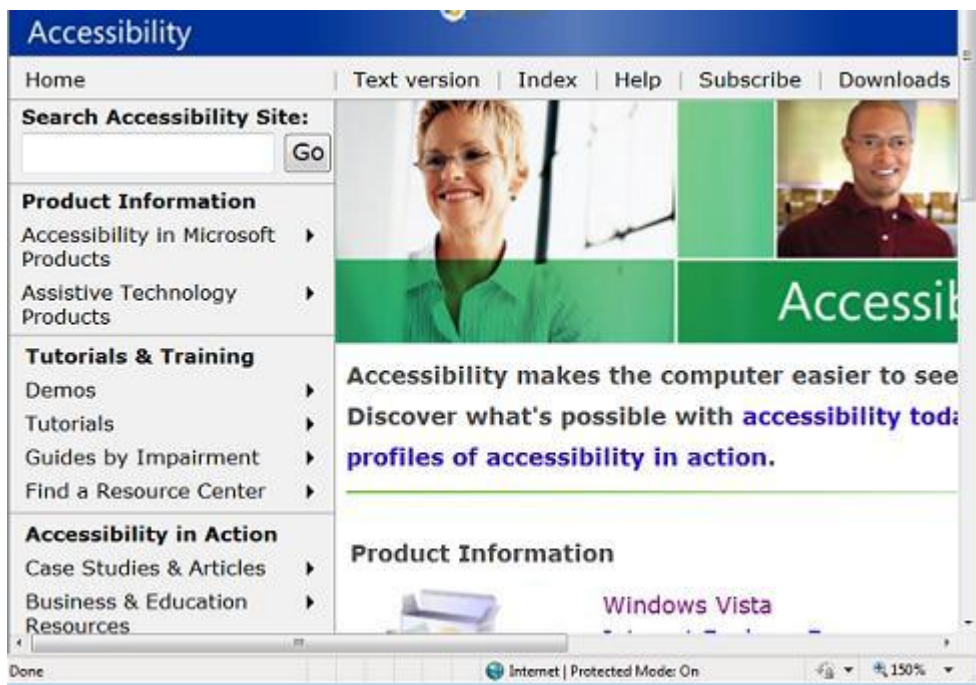 Accessibility
Home | Text version | Index | Help | Subscribe | Downloads
Search Accessibility Site:
Go
Product Information
Accessibility in Microsoft
Products
Assistive Technology
Products
Tutorials & Training
Demos
Tutorials
Guides by Impairment
Find a Resource Center
Accessibility in Action
Case Studies & Articles
Business & Education
Resources
Accessib
Accessibility makes the computer easier to see
Discover what's possible with accessibility toda
profiles of accessibility in action.
Product Information
Windows Vista
Done
Internet | Protected Mode: On
150%